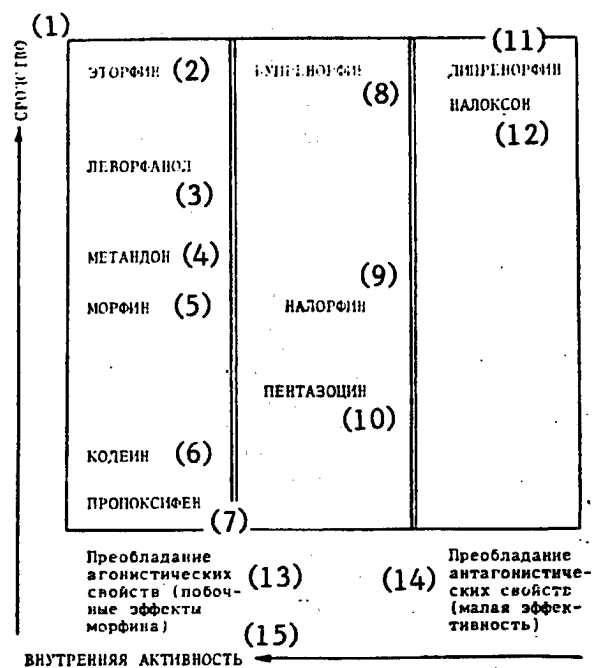 (1)
СРОДСТВО
(11)
ЭТОРФИН (2)
БУПРЕНОРФИН
(8)
ДИПРЕНОРФИН
НАЛОКСОН
(12)
ЛЕВОРФАНОЛ
(3)
МЕТАНДОН (4)
(9)
МОРФИН (5)
НАЛОРФИН
ПЕНТАЗОЦИН
(10)
КОДЕИН (6)
ПРОПОКСИФЕН
(7)
Преобладание
агонистических
свойств (побоч-
ные эффекты
морфина)
(13)
(14)
Преобладание
антагонистиче-
ских свойств
(малая эффек-
тивность)
(15)
ВНУТРЕННЯЯ АКТИВНОСТЬ